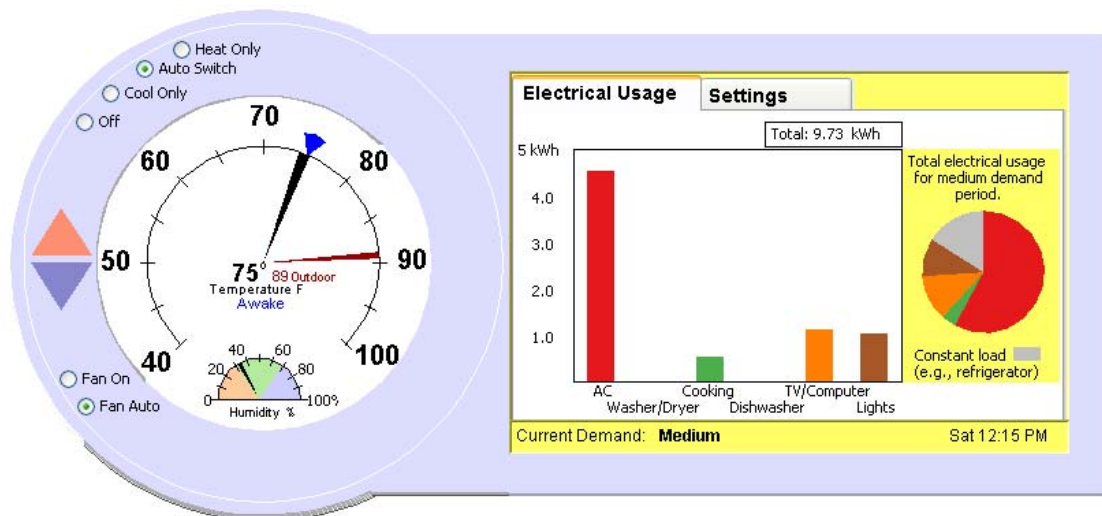 Heat Only
Auto Switch
Cool Only
Off
70
60
80
50
90
75°
89 Outdoor
Temperature F
Awake
40
100
40 60
20 80
0 100%
Humidity %
Fan On
Fan Auto
Electrical Usage Settings
Total: 9.73 kWh
5 kWh
4.0
3.0
2.0
1.0
AC Cooking TV/Computer
Washer/Dryer Dishwasher Lights
Total electrical usage
for medium demand
period.
Constant load
(e.g., refrigerator)
Current Demand: Medium Sat 12:15 PM